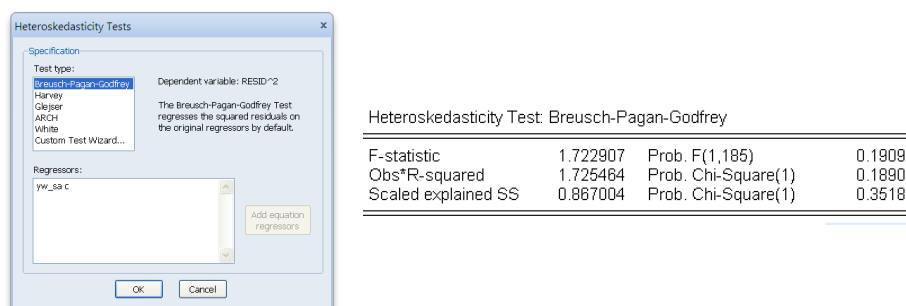 Heteroskedasticity Tests
x
Specification
Test type:
Breusch-Pagan-Godfrey
Harvey
Glejser
ARCH
White
Custom Test Wizard...
Dependent variable: RESID^2
The Breusch-Pagan-Godfrey Test
regresses the squared residuals on
the original regressors by default.
Regressors:
yw_sa c
Add equation
regressors
OK
Cancel
Heteroskedasticity Test: Breusch-Pagan-Godfrey
F-statistic 1.722907 Prob. F(1,185) 0.1909
Obs*R-squared 1.725464 Prob. Chi-Square(1) 0.1890
Scaled explained SS 0.867004 Prob. Chi-Square(1) 0.3518